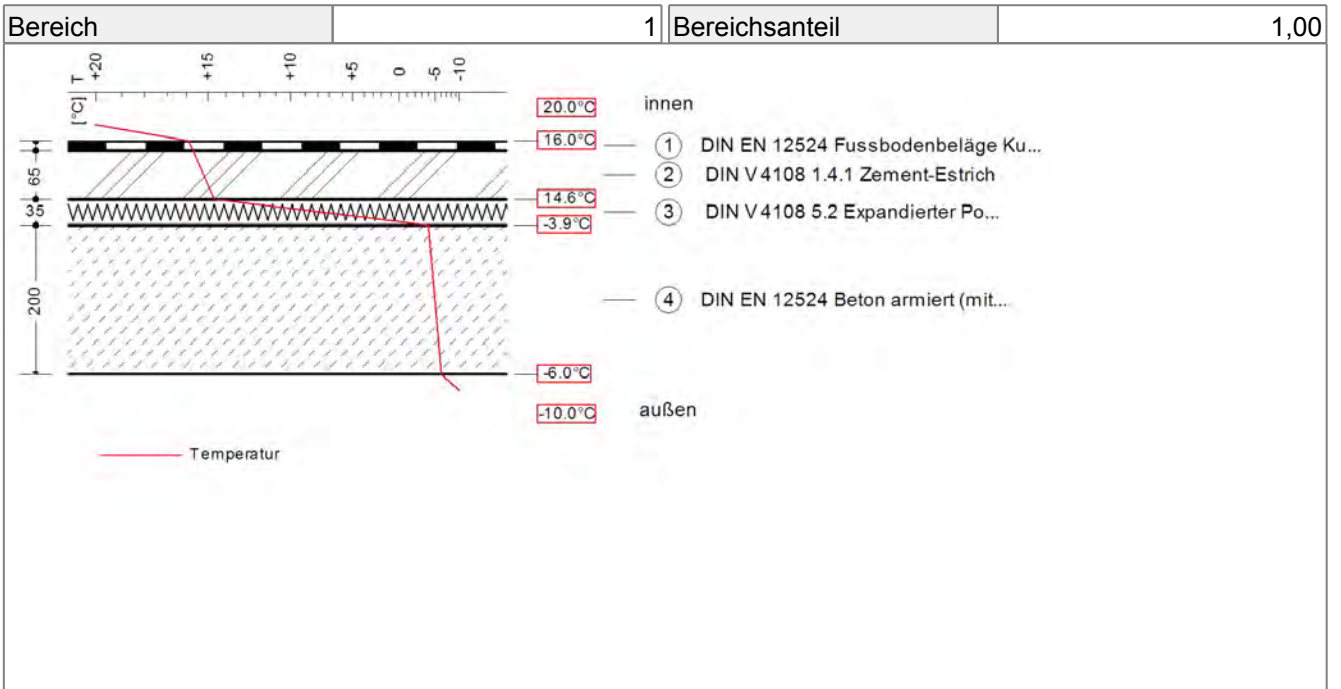 Bereich 1 Bereichsanteil 1,00
T [°C] +20 +15 +10 +5 0 -5 -10
20.0°C innen
16.0°C 1 DIN EN 12524 Fussbodenbeläge Ku...
65 2 DIN V 4108 1.4.1 Zement-Estrich
14.6°C
35 3 DIN V 4108 5.2 Expandierter Po...
-3.9°C
200 4 DIN EN 12524 Beton armiert (mit...
-6.0°C
-10.0°C außen
Temperatur